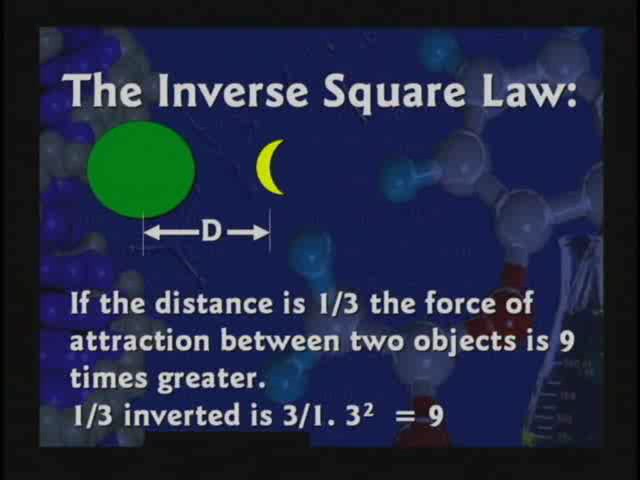 The Inverse Square Law:
D
If the distance is 1/3 the force of
attraction between two objects is 9
times greater.
1/3 inverted is 3/1. 3² = 9